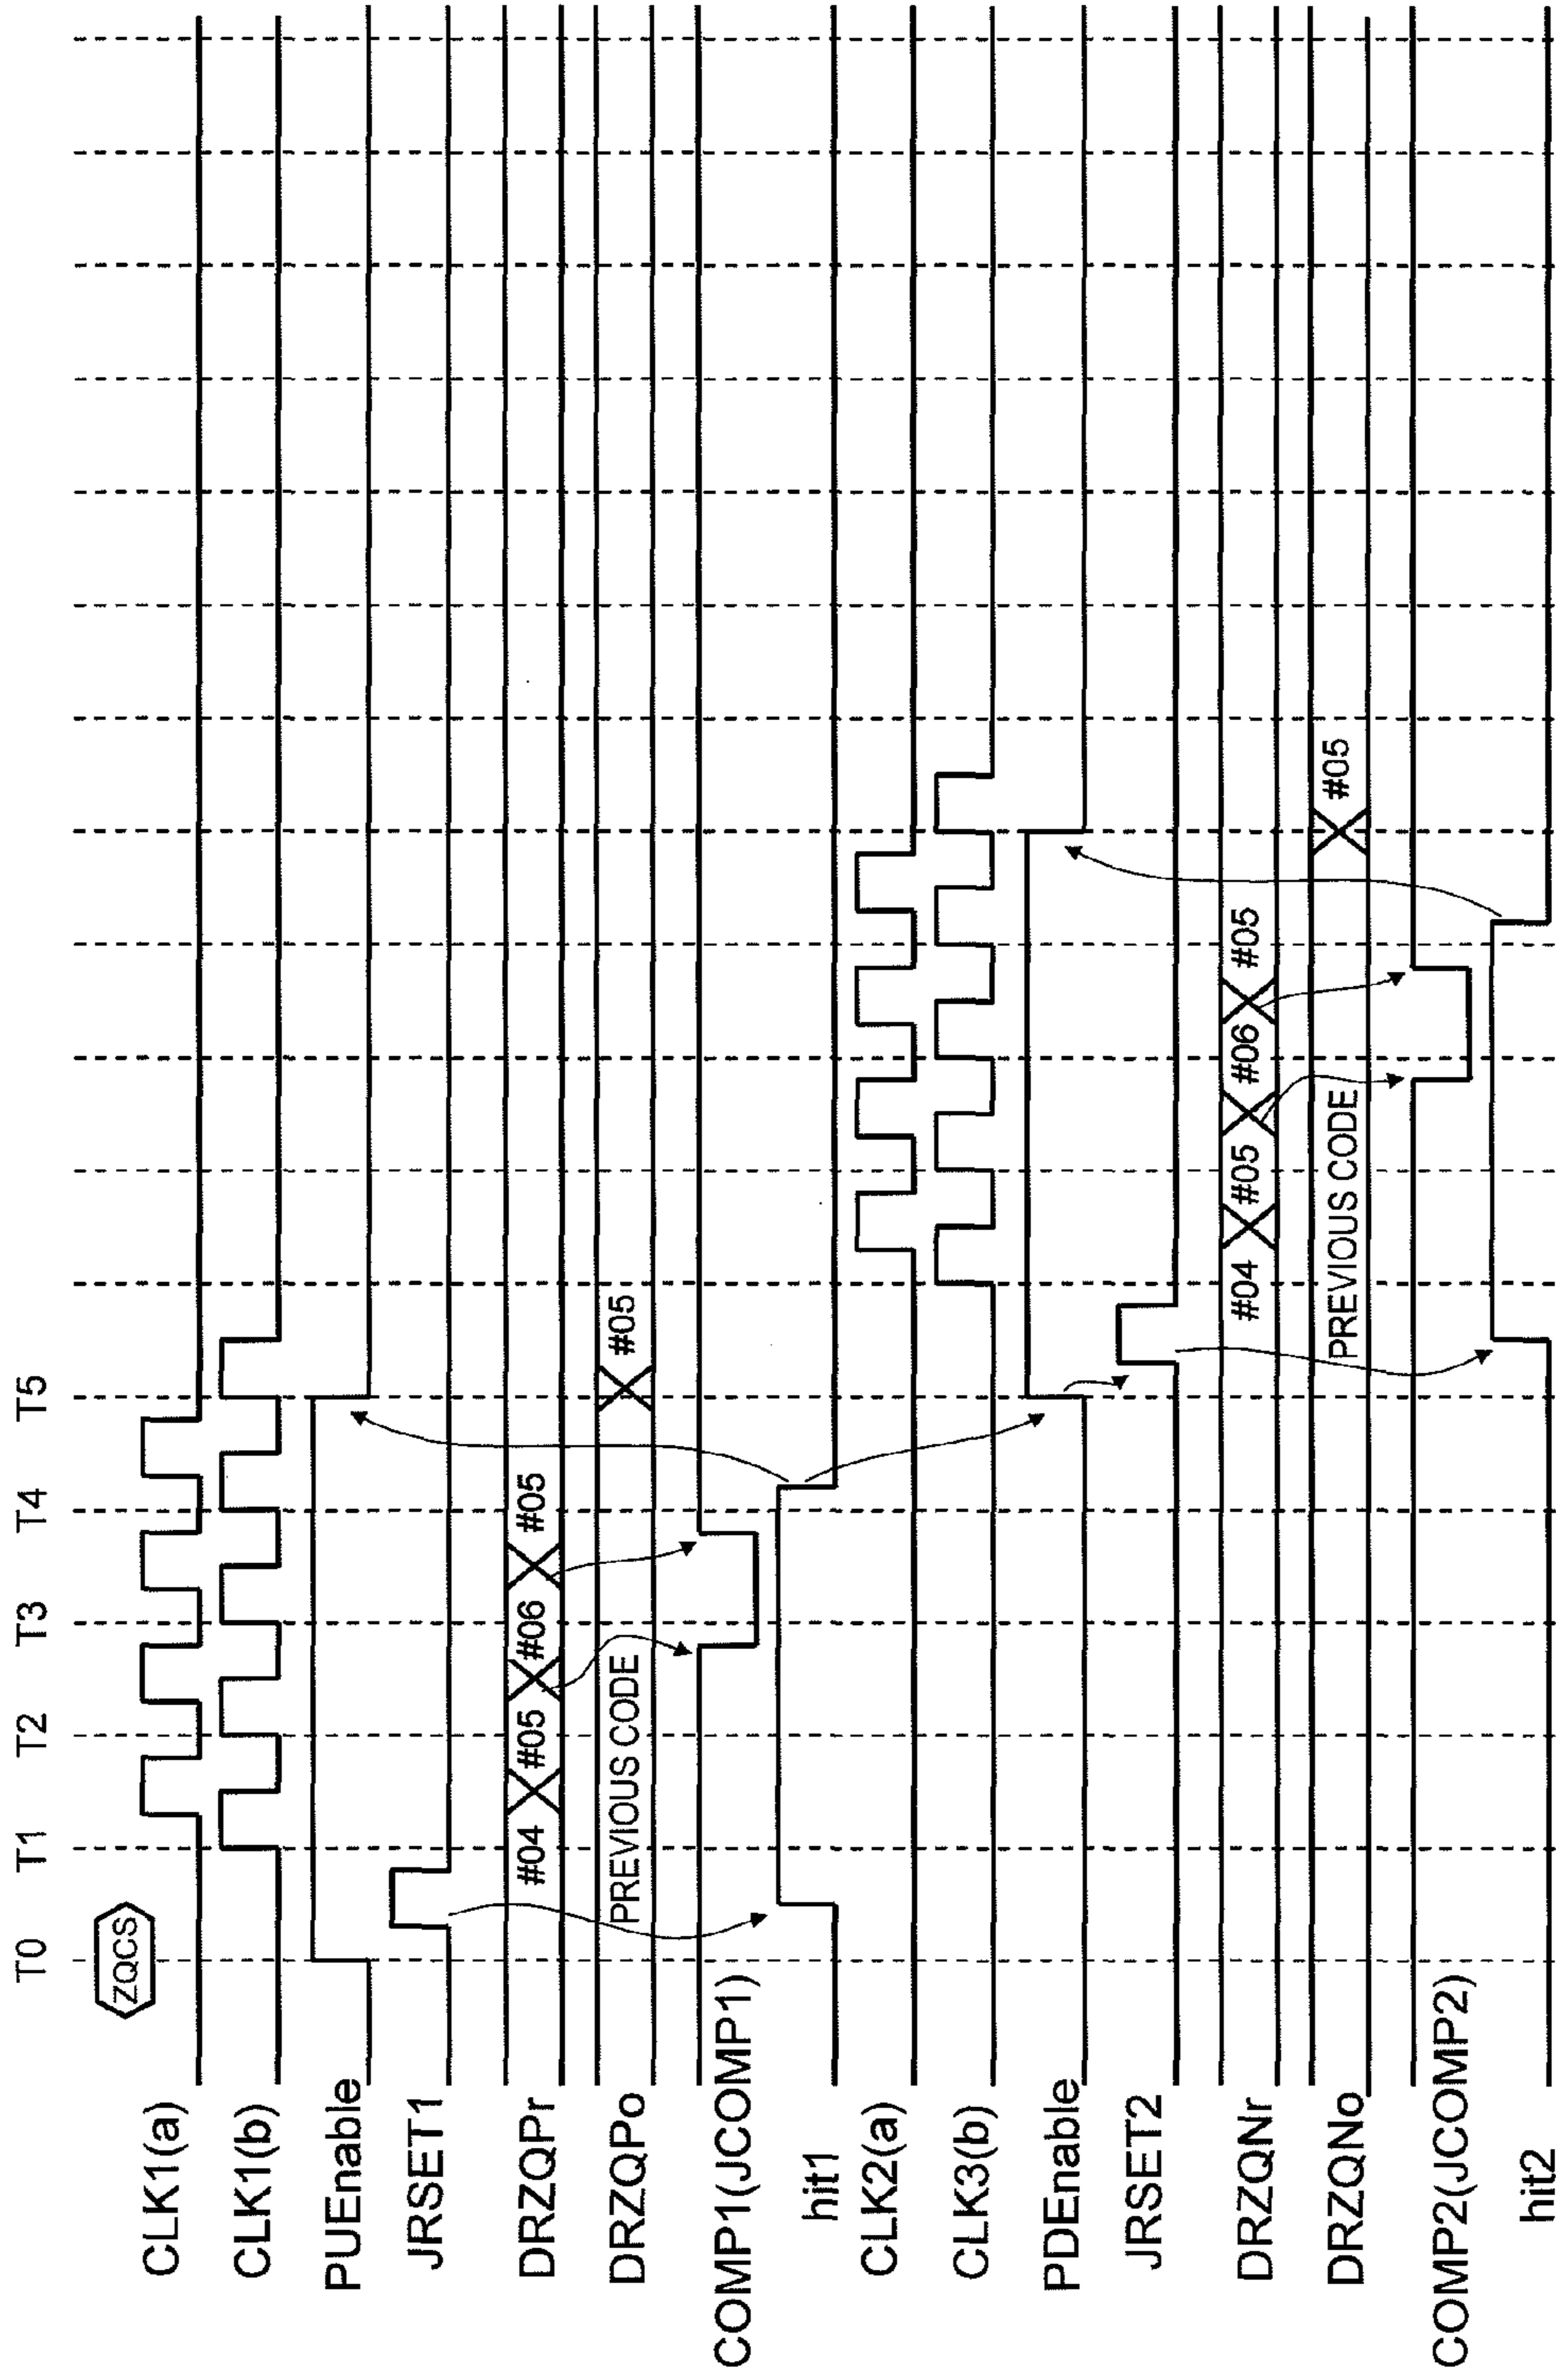 T0 T1 T2 T3 T4 T5
ZQCS
CLK1(a)
CLK1(b)
PUEnable
JRSET1
DRZQPr #04 #05 #06 #05
DRZQPo PREVIOUS CODE #05
COMP1(JCOMP1)
hit1
CLK2(a)
CLK3(b)
PDEnable
JRSET2
DRZQNr #04 #05 #06 #05
DRZQNo PREVIOUS CODE #05
COMP2(JCOMP2)
hit2